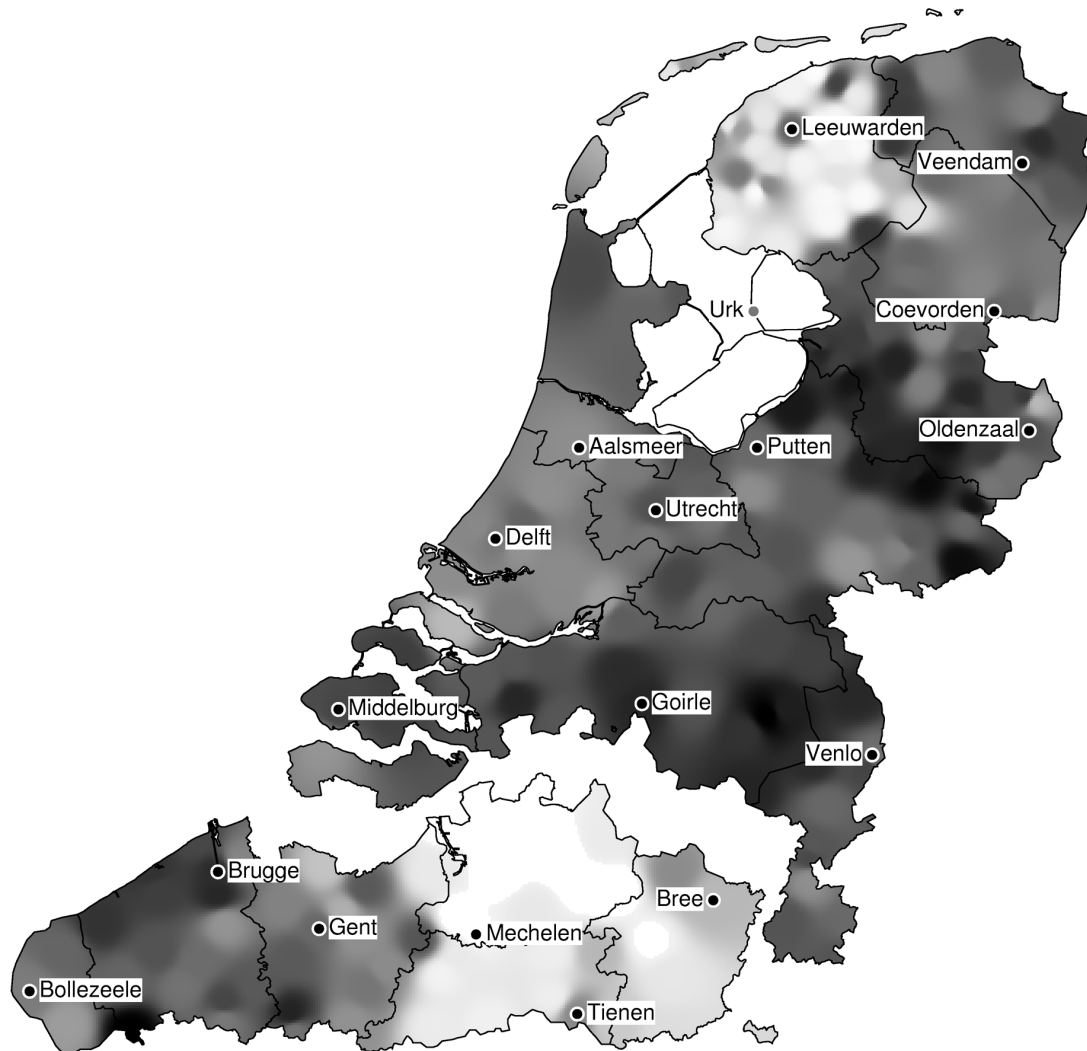 Leeuwarden
Veendam
Urk
Coevorden
Oldenzaal
Aalsmeer
Putten
Utrecht
Delft
Goirle
Middelburg
Venlo
Brugge
Bree
Gent
Mechelen
Bollezeele
Tienen